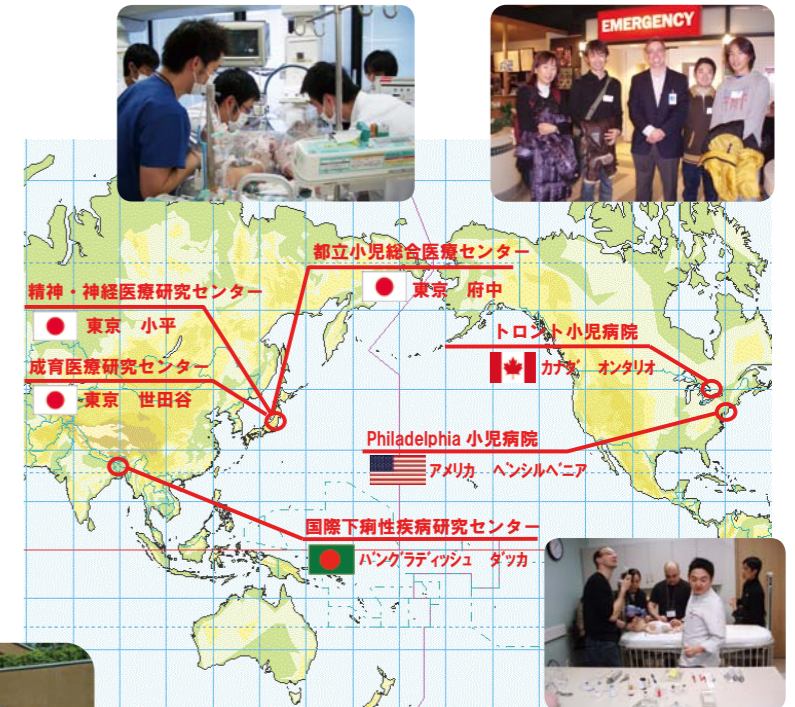 EMERGENCY
都立小児総合医療センター
東京 府中
精神・神経医療研究センター
東京 小平
成育医療研究センター
東京 世田谷
トロント小児病院
カナダ オンタリオ
Philadelphia 小児病院
アメリカ ペンシルベニア
国際下痢性疾病研究センター
バングラディッシュ ダッカ